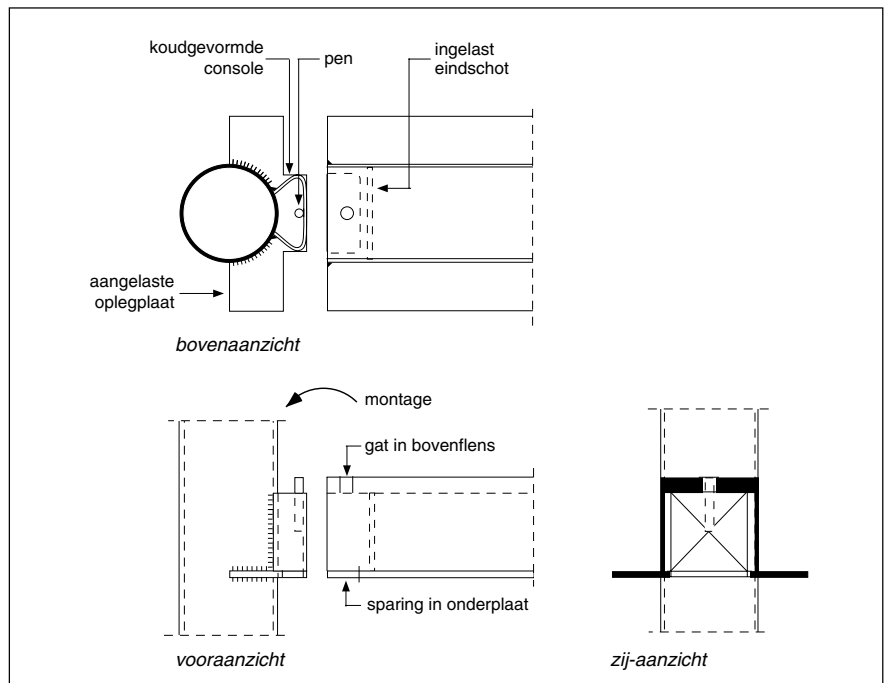 koudgevormde
console
pen
ingelast
eindschot
aangelaste
oplegplaat
bovenaanzicht
montage
gat in bovenflens
sparing in onderplaat
vooraanzicht
zij-aanzicht